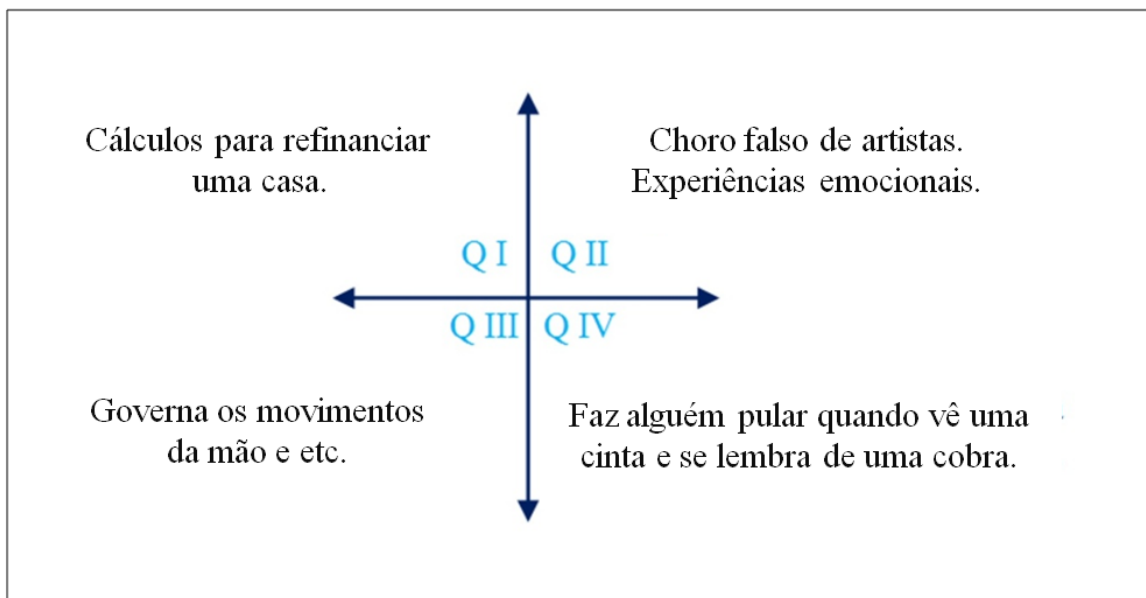 Cálculos para refinanciar
uma casa.
Choro falso de artistas.
Experiências emocionais.
Q I
Q II
Q III
Q IV
Governa os movimentos
da mão e etc.
Faz alguém pular quando vê uma
cinta e se lembra de uma cobra.